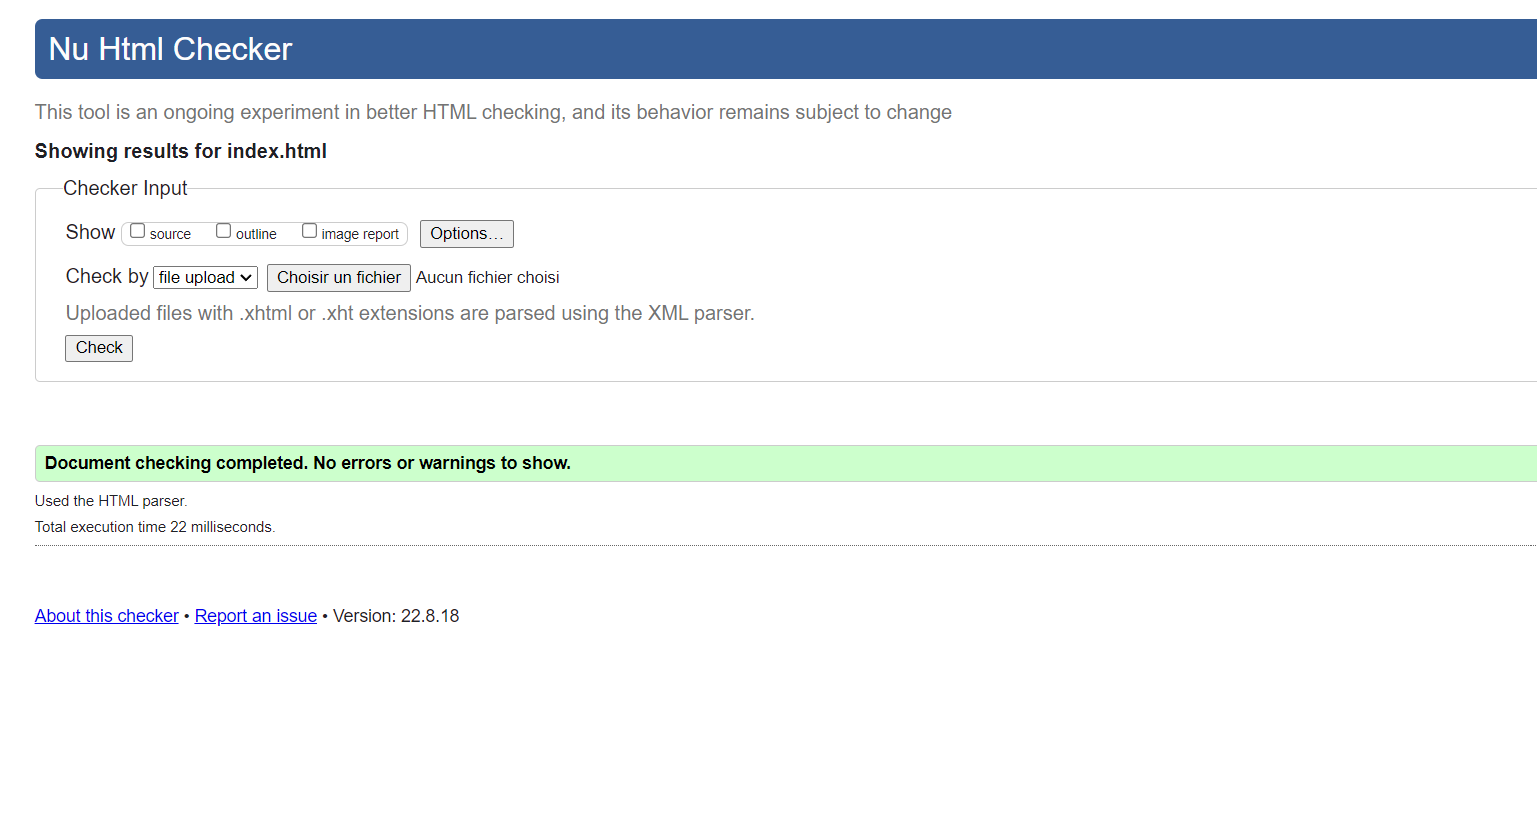 Nu Html Checker
This tool is an ongoing experiment in better HTML checking, and its behavior remains subject to change
Showing results for index.html
Checker Input
Show source outline image report Options…
Check by file upload Choisir un fichier Aucun fichier choisi
Uploaded files with .xhtml or .xht extensions are parsed using the XML parser.
Check
Document checking completed. No errors or warnings to show.
Used the HTML parser.
Total execution time 22 milliseconds.
About this checker • Report an issue • Version: 22.8.18